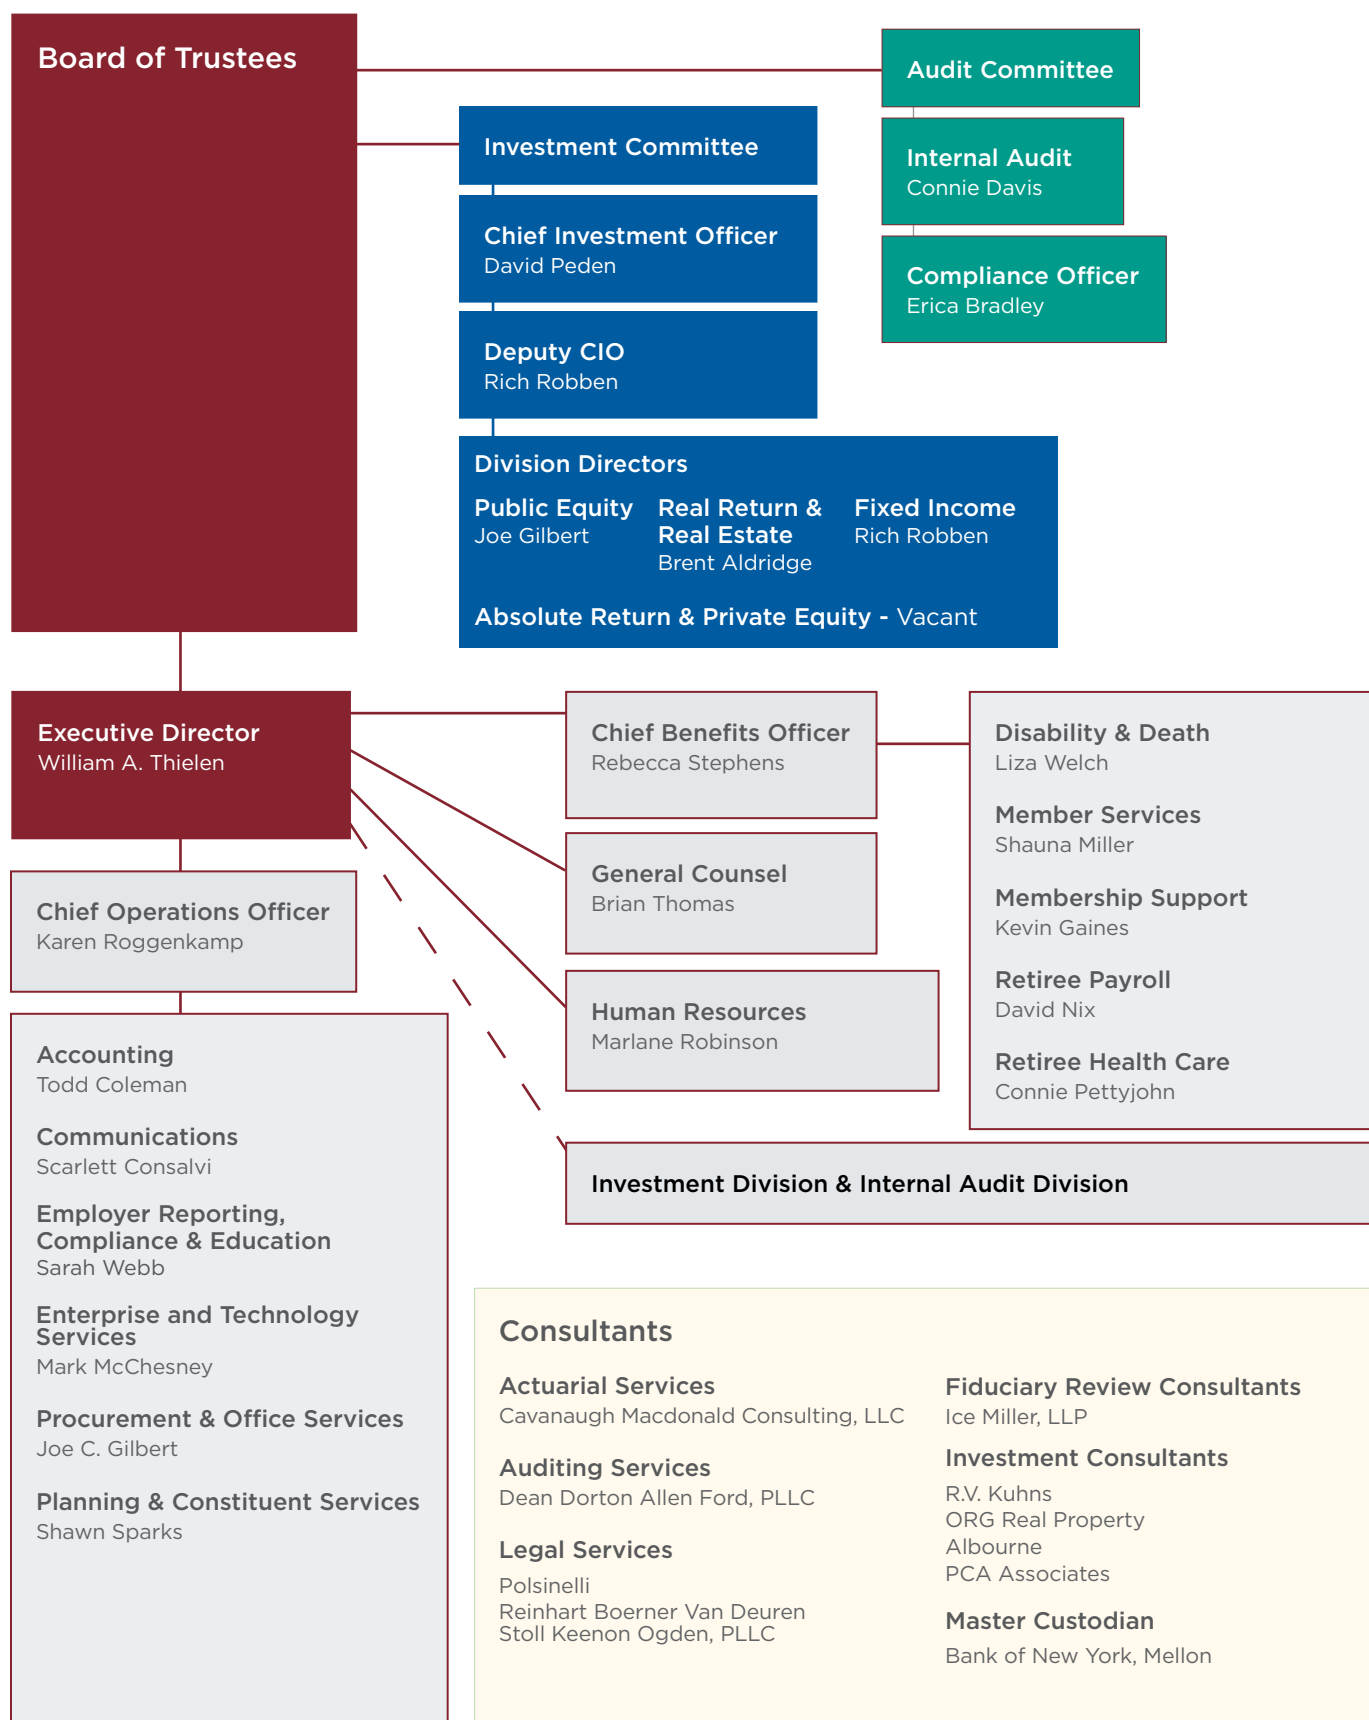 Board of Trustees
Audit Committee
Internal Audit
Connie Davis
Compliance Officer
Erica Bradley
Investment Committee
Chief Investment Officer
David Peden
Deputy CIO
Rich Robben
Division Directors
Public Equity
Joe Gilbert
Real Return &
Real Estate
Brent Aldridge
Fixed Income
Rich Robben
Absolute Return & Private Equity - Vacant
Executive Director
William A. Thielen
Chief Benefits Officer
Rebecca Stephens
Disability & Death
Liza Welch
Member Services
Shauna Miller
Membership Support
Kevin Gaines
Retiree Payroll
David Nix
Retiree Health Care
Connie Pettyjohn
General Counsel
Brian Thomas
Human Resources
Marlane Robinson
Investment Division & Internal Audit Division
Chief Operations Officer
Karen Roggenkamp
Accounting
Todd Coleman
Communications
Scarlett Consalvi
Employer Reporting,
Compliance & Education
Sarah Webb
Enterprise and Technology
Services
Mark McChesney
Procurement & Office Services
Joe C. Gilbert
Planning & Constituent Services
Shawn Sparks
Consultants
Actuarial Services
Cavanaugh Macdonald Consulting, LLC
Auditing Services
Dean Dorton Allen Ford, PLLC
Legal Services
Polsinelli
Reinhart Boerner Van Deuren
Stoll Keenon Ogden, PLLC
Fiduciary Review Consultants
Ice Miller, LLP
Investment Consultants
R.V. Kuhns
ORG Real Property
Albourne
PCA Associates
Master Custodian
Bank of New York, Mellon